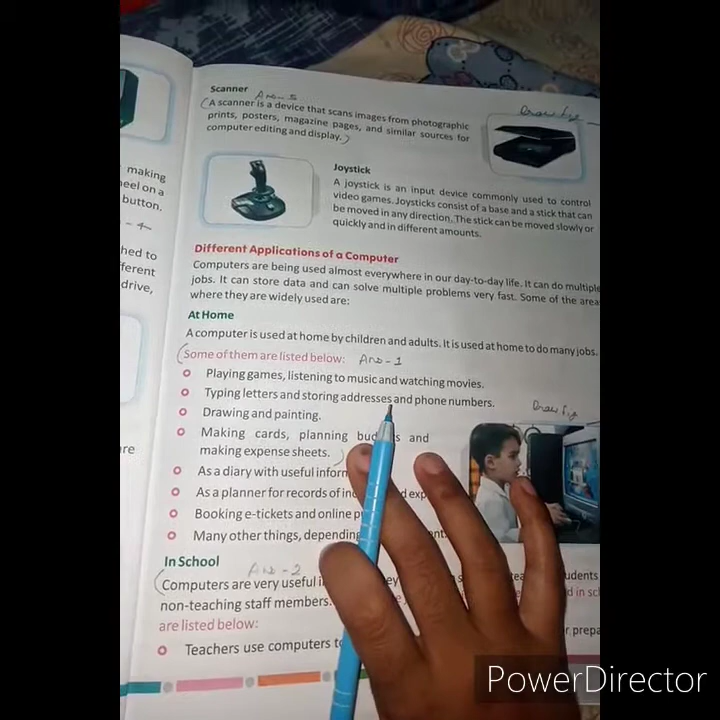 Scanner
Ans-5
(A scanner is a device that scans images from photographic
prints, posters, magazine pages, and similar sources for
computer editing and display.)
Draw fig
making
eel on a
button.
Joystick
A joystick is an input device commonly used to control
video games. Joysticks consist of a base and a stick that can
be moved in any direction. The stick can be moved slowly or
quickly and in different amounts.
- 4
hed to
ferent
drive,
Different Applications of a Computer
Computers are being used almost everywhere in our day-to-day life. It can do multiple
jobs. It can store data and can solve multiple problems very fast. Some of the area
where they are widely used are:
At Home
A computer is used at home by children and adults. It is used at home to do many jobs.
(Some of them are listed below: Ans-1
Playing games, listening to music and watching movies.
Typing letters and storing addresses and phone numbers.
Draw fig
Drawing and painting.
Making cards, planning bud s and
making expense sheets.)
re
As a diary with useful inform
As a planner for records of in d exp
Booking e-tickets and online p
Many other things, depending ent.
In School
Ans-2
(Computers are very useful i ey s tea udents
non-teaching staff members. d in sc
are listed below:
Teachers use computers t r prepa
PowerDirector